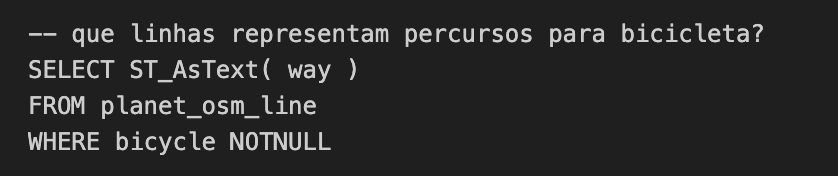 -- que linhas representam percursos para bicicleta?
SELECT ST_AsText( way )
FROM planet_osm_line
WHERE bicycle NOTNULL